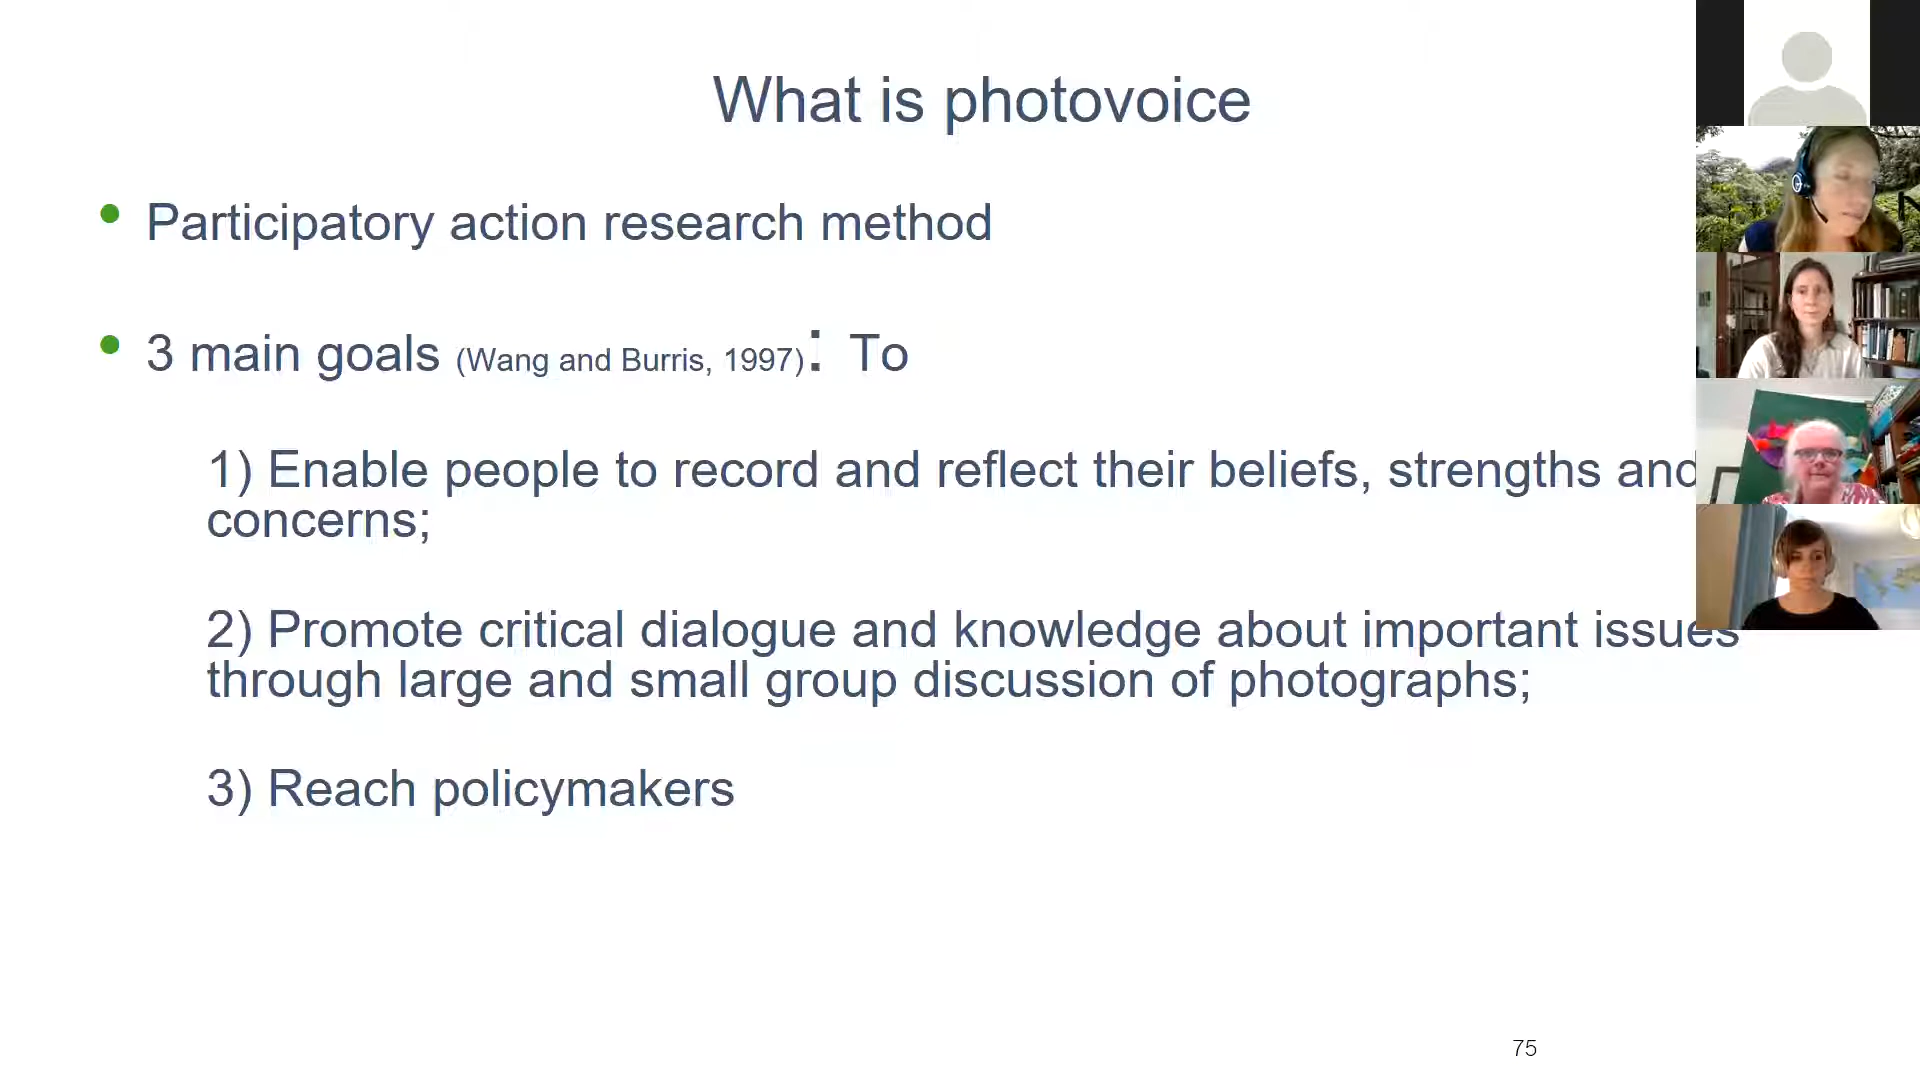 What is photovoice
• Participatory action research method
• 3 main goals (Wang and Burris, 1997): To
1) Enable people to record and reflect their beliefs, strengths and
concerns;
2) Promote critical dialogue and knowledge about important issues
through large and small group discussion of photographs;
3) Reach policymakers
75